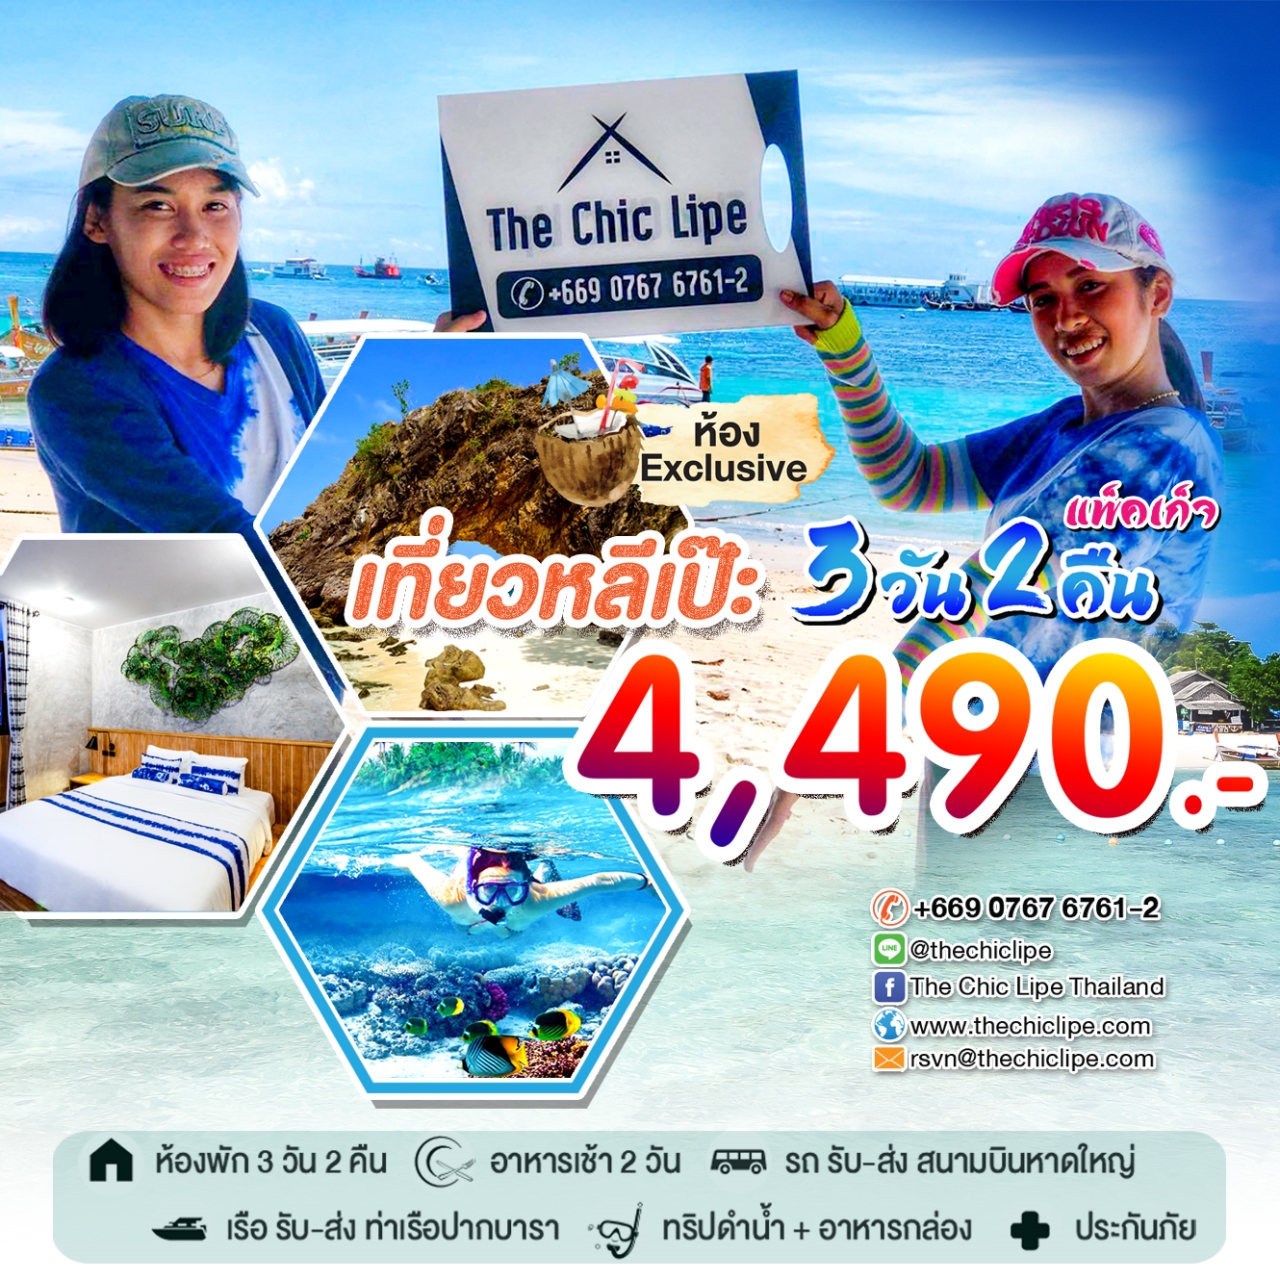 SURF
The Chic Lipe
+669 0767 6761-2
ห้อง
Exclusive
แพ็คเก็จ
เที่ยวหลีเป๊ะ 3 วัน 2 คืน
4,490.-
+669 0767 6761-2
LINE @thechiclipe
f The Chic Lipe Thailand
www.thechiclipe.com
rsvn@thechiclipe.com
ห้องพัก 3 วัน 2 คืน อาหารเช้า 2 วัน รถ รับ-ส่ง สนามบินหาดใหญ่
เรือ รับ-ส่ง ท่าเรือปากบารา ทริปดำน้ำ + อาหารกล่อง ประกันภัย